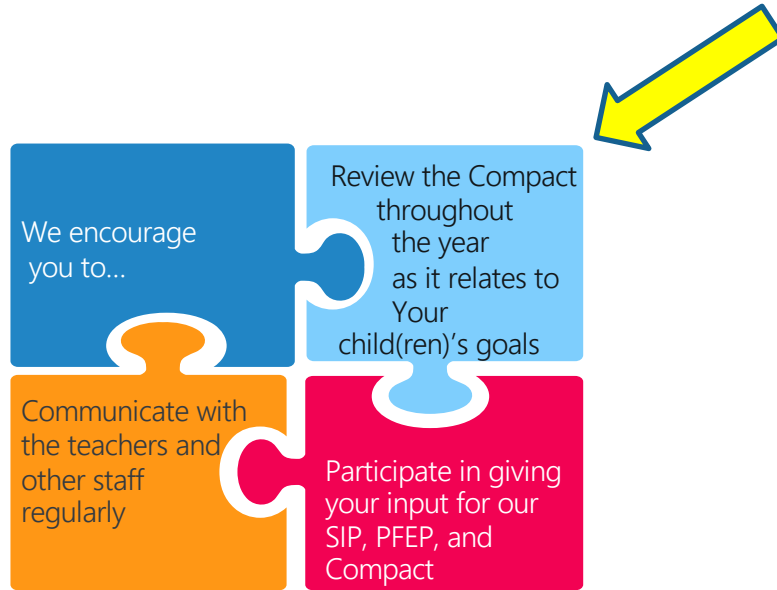 We encourage
you to...
Review the Compact
throughout
the year
as it relates to
Your
child(ren)'s goals
Communicate with
the teachers and
other staff
regularly
Participate in giving
your input for our
SIP, PFEP, and
Compact